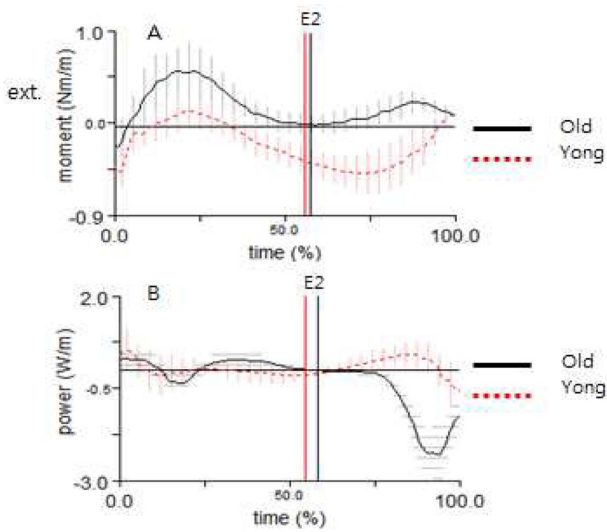 E2
1.0
A
ext.
moment (Nm/m)
0.0
-0.9
0.0
50.0
100.0
time (%)
Old
Yong
E2
2.0
B
power (W/m)
-0.5
-3.0
0.0
50.0
100.0
time (%)
Old
Yong